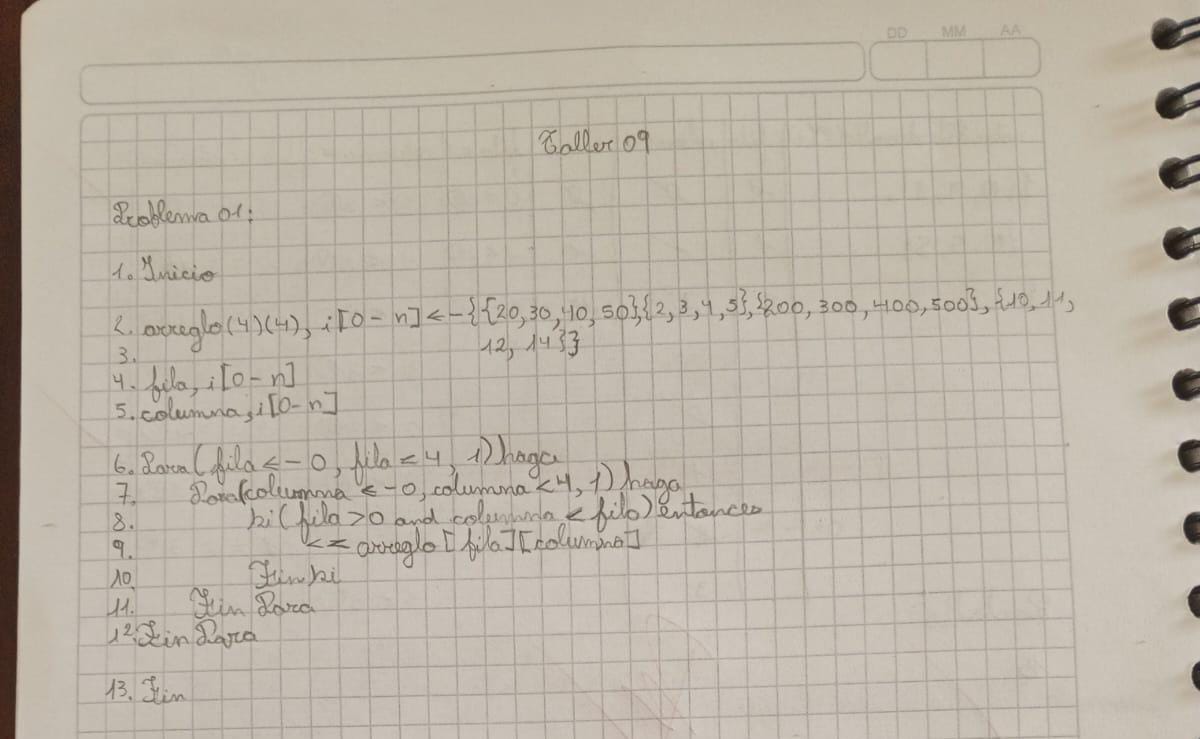 DD MM AA
Taller 09
Problema 01:
1. Inicio
2. arreglo(4)(4), i[0-n]<-{{20,30,40,50},{2,3,4,5},{200,300,400,500},{10,11,
3. 12, 14}}
4. fila, i[0-n]
5. columna, i[0-n]
6. Para(fila <-0, fila<4, 1)haga
7. Para(columna <-0, columna<4, 1)haga
8. Si(fila>0 and columna < fila)entonces
9. <= arreglo[fila][columna]
10. Fin Si
11. Fin Para
12. Fin Para
13. Fin